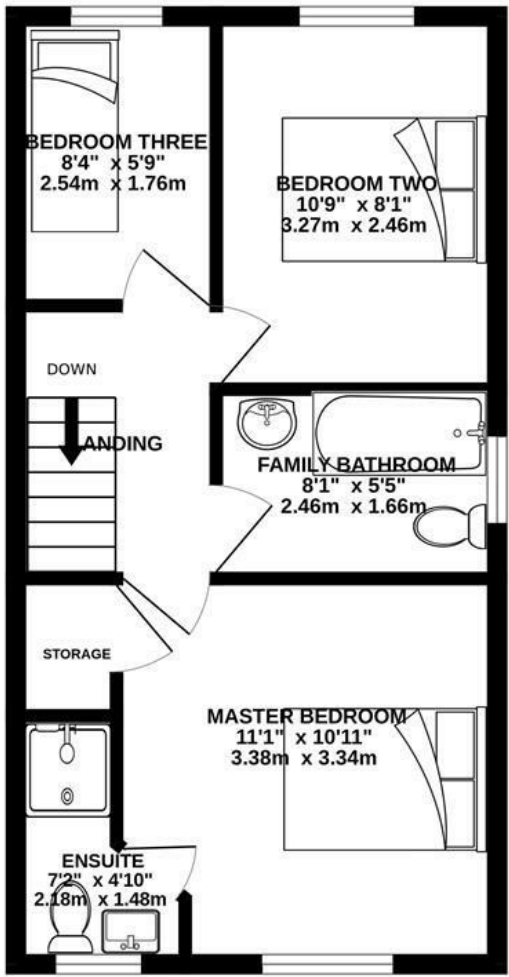 BEDROOM THREE
8'4" x 5'9"
2.54m x 1.76m
BEDROOM TWO
10'9" x 8'1"
3.27m x 2.46m
DOWN
LANDING
FAMILY BATHROOM
8'1" x 5'5"
2.46m x 1.66m
STORAGE
MASTER BEDROOM
11'1" x 10'11"
3.38m x 3.34m
ENSUITE
7'2" x 4'10"
2.18m x 1.48m